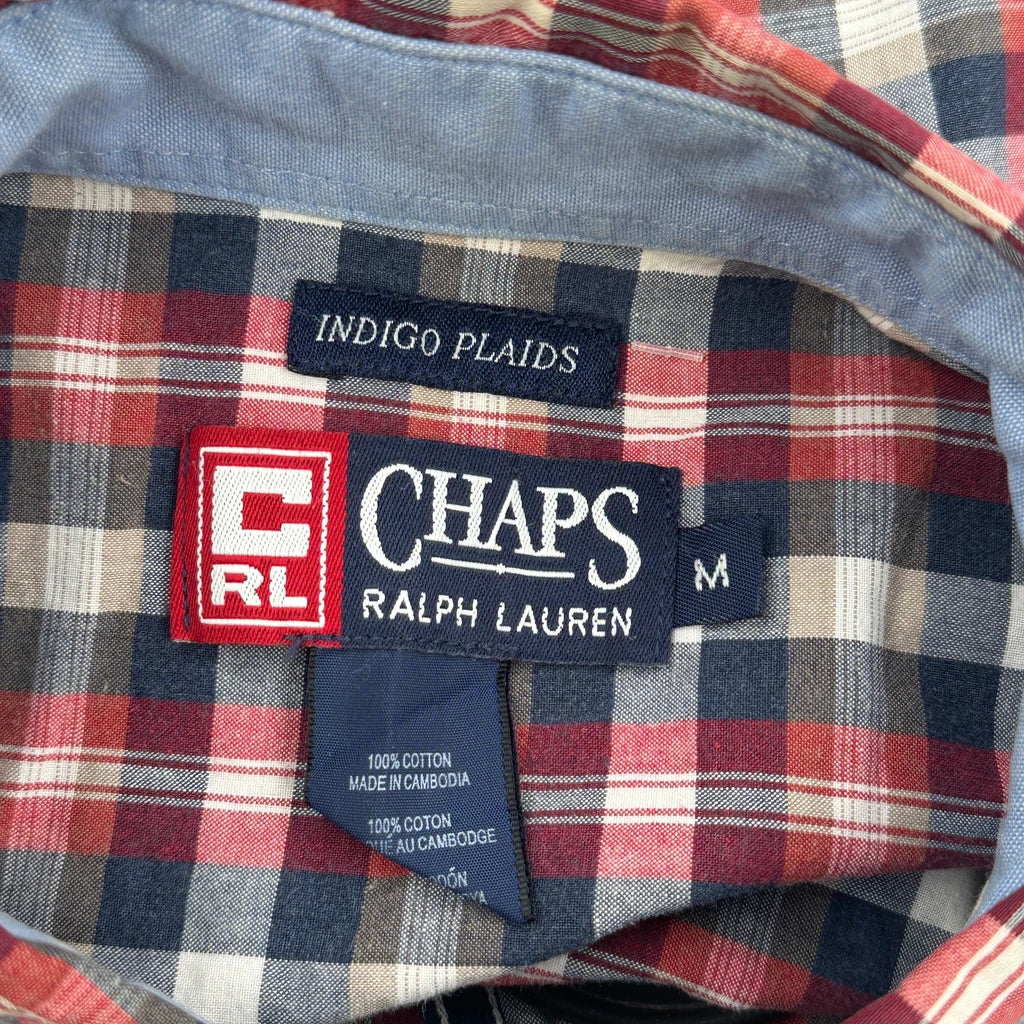 INDIGO PLAIDS
C
RL
CHAPS
RALPH LAUREN
M
100% COTTON
MADE IN CAMBODIA
100% COTON
AU CAMBODGE